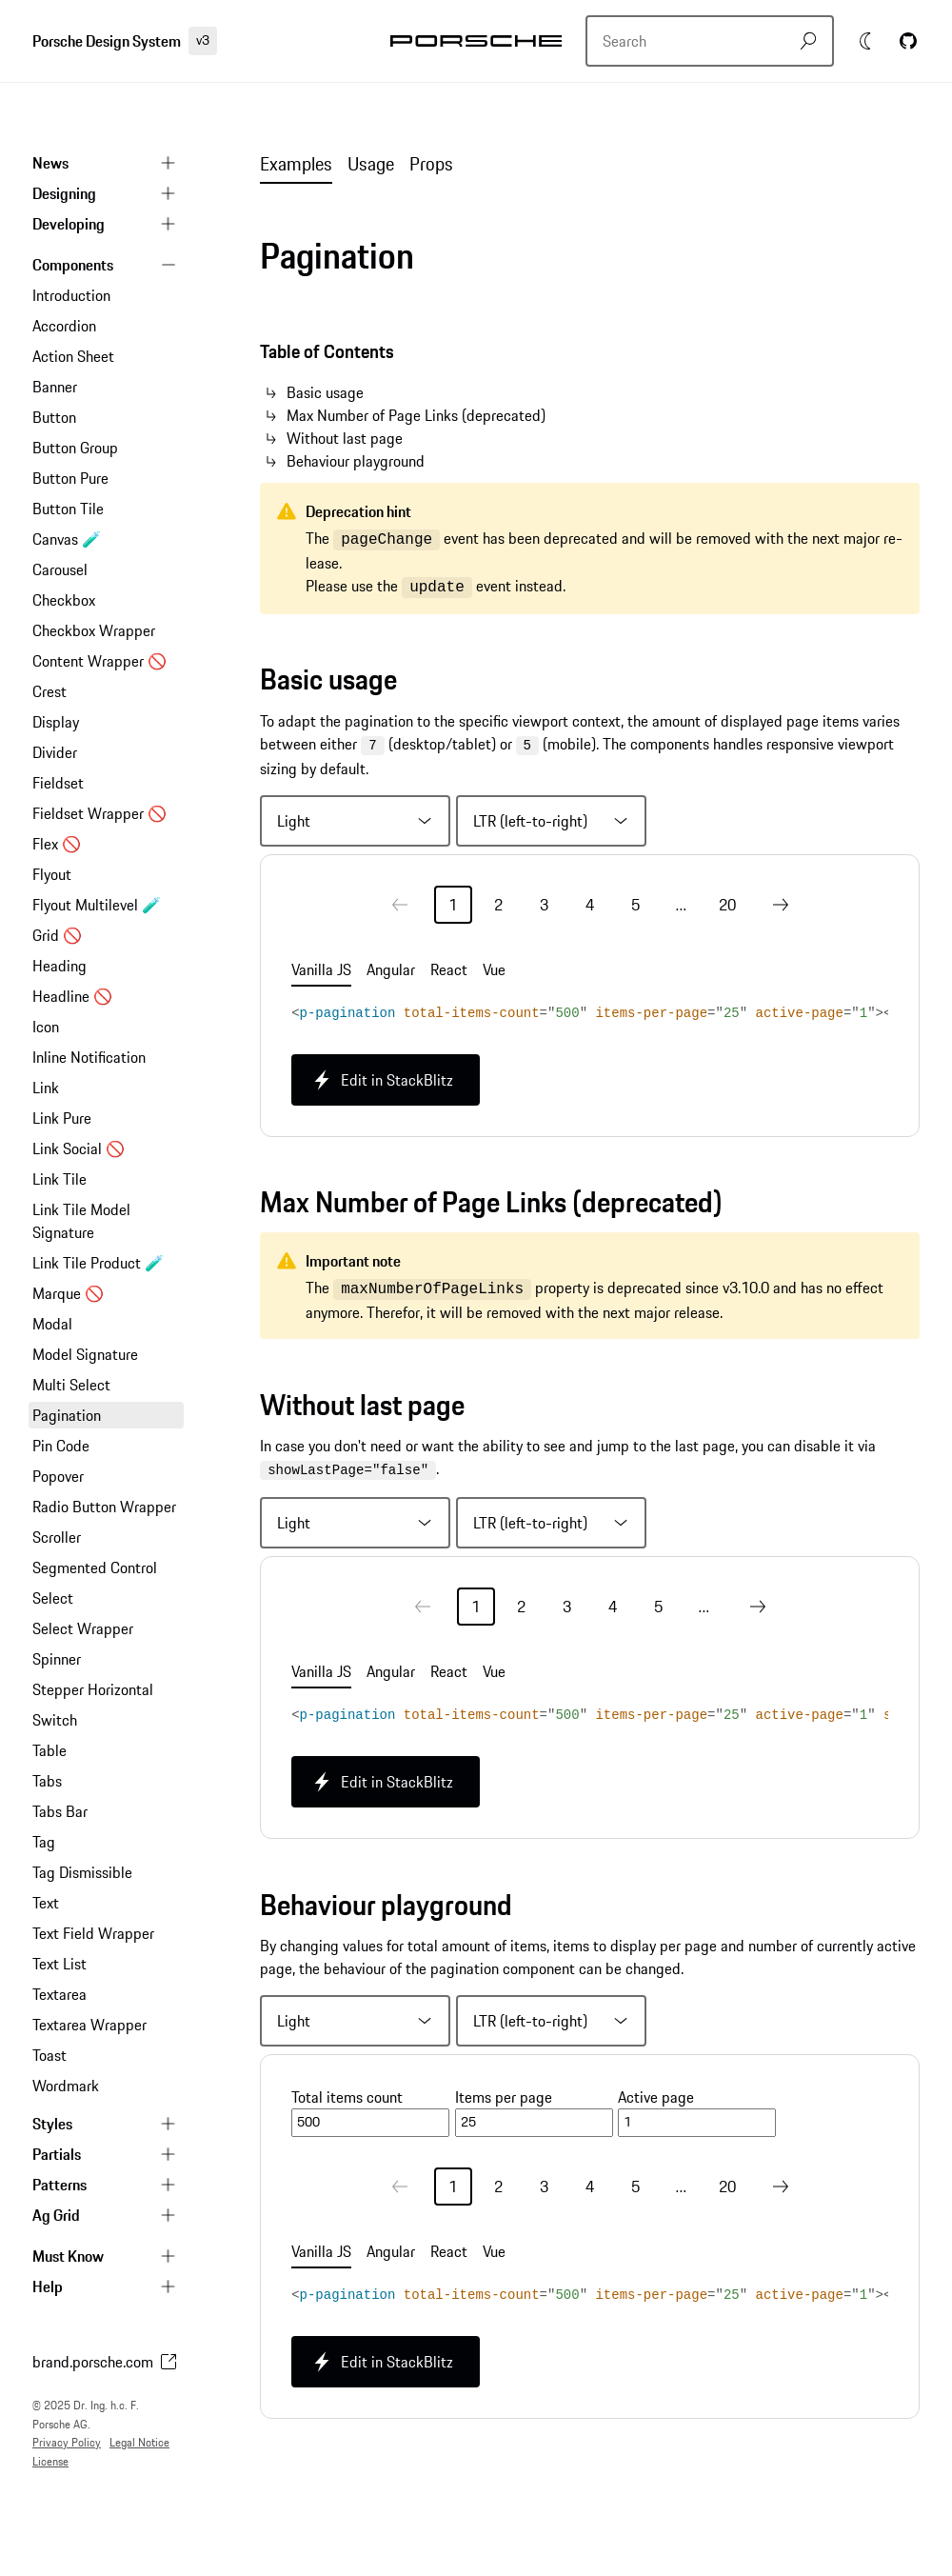 Porsche Design System v3
PORSCHE
Search
News
Designing
Developing
Components
Introduction
Accordion
Action Sheet
Banner
Button
Button Group
Button Pure
Button Tile
Canvas 🧪
Carousel
Checkbox
Checkbox Wrapper
Content Wrapper 🚫
Crest
Display
Divider
Fieldset
Fieldset Wrapper 🚫
Flex 🚫
Flyout
Flyout Multilevel 🧪
Grid 🚫
Heading
Headline 🚫
Icon
Inline Notification
Link
Link Pure
Link Social 🚫
Link Tile
Link Tile Model
Signature
Link Tile Product 🧪
Marque 🚫
Modal
Model Signature
Multi Select
Pagination
Pin Code
Popover
Radio Button Wrapper
Scroller
Segmented Control
Select
Select Wrapper
Spinner
Stepper Horizontal
Switch
Table
Tabs
Tabs Bar
Tag
Tag Dismissible
Text
Text Field Wrapper
Text List
Textarea
Textarea Wrapper
Toast
Wordmark
Styles
Partials
Patterns
Ag Grid
Must Know
Help
brand.porsche.com
© 2025 Dr. Ing. h.c. F.
Porsche AG.
Privacy Policy Legal Notice
License
Examples Usage Props
Pagination
Table of Contents
Basic usage
Max Number of Page Links (deprecated)
Without last page
Behaviour playground
Deprecation hint
The pageChange event has been deprecated and will be removed with the next major re-
lease.
Please use the update event instead.
Basic usage
To adapt the pagination to the specific viewport context, the amount of displayed page items varies
between either 7 (desktop/tablet) or 5 (mobile). The components handles responsive viewport
sizing by default.
Light LTR (left-to-right)
1 2 3 4 5 ... 20
Vanilla JS Angular React Vue
<p-pagination total-items-count="500" items-per-page="25" active-page="1"><
Edit in StackBlitz
Max Number of Page Links (deprecated)
Important note
The maxNumberOfPageLinks property is deprecated since v3.10.0 and has no effect
anymore. Therefor, it will be removed with the next major release.
Without last page
In case you don't need or want the ability to see and jump to the last page, you can disable it via
showLastPage="false".
Light LTR (left-to-right)
1 2 3 4 5 ...
Vanilla JS Angular React Vue
<p-pagination total-items-count="500" items-per-page="25" active-page="1" s
Edit in StackBlitz
Behaviour playground
By changing values for total amount of items, items to display per page and number of currently active
page, the behaviour of the pagination component can be changed.
Light LTR (left-to-right)
Total items count Items per page Active page
500 25 1
1 2 3 4 5 ... 20
Vanilla JS Angular React Vue
<p-pagination total-items-count="500" items-per-page="25" active-page="1"><
Edit in StackBlitz